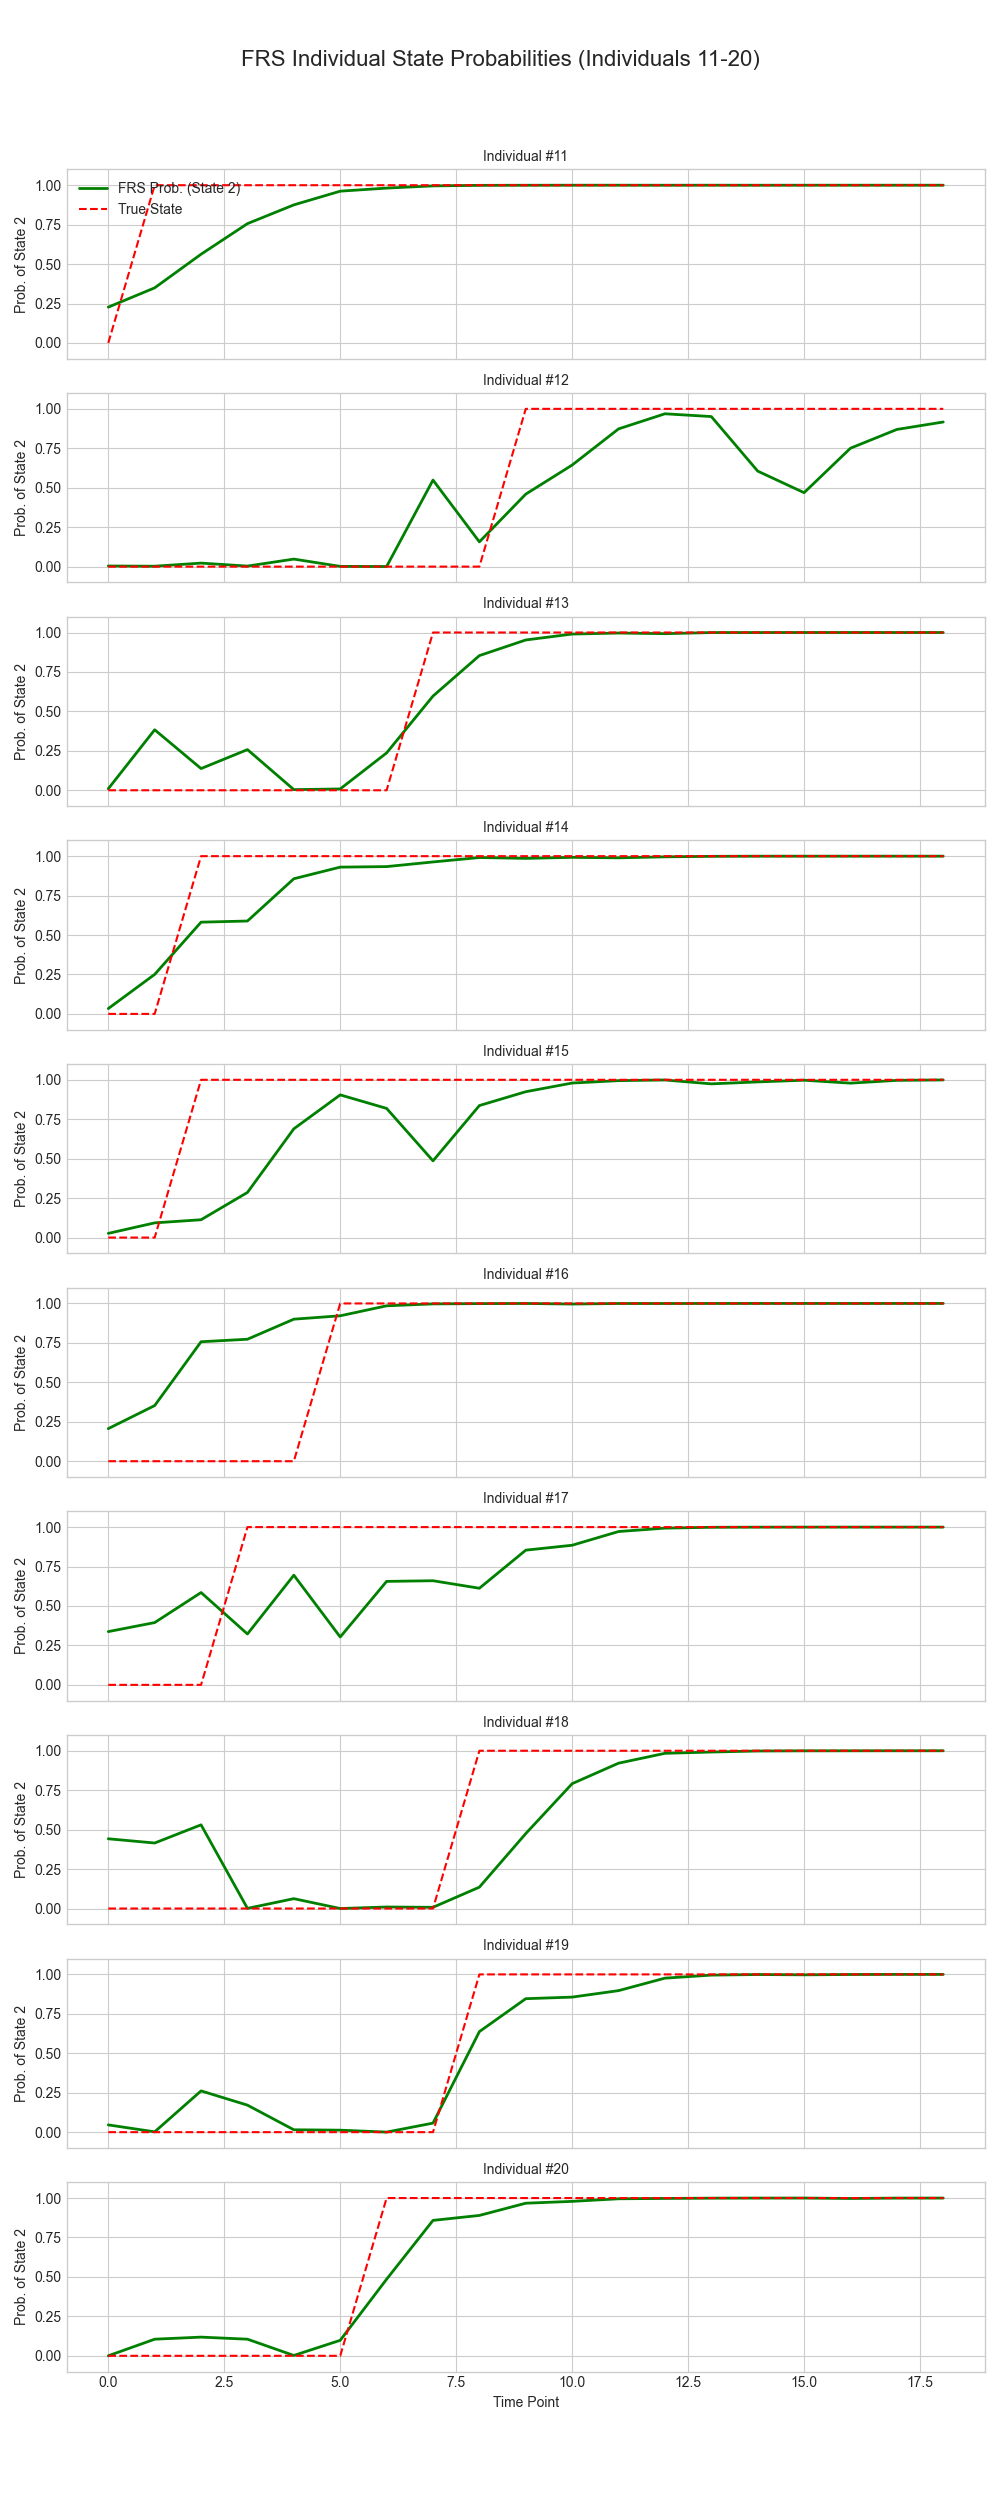 FRS Individual State Probabilities (Individuals 11-20)
Individual #11
FRS Prob. (State 2)
True State
1.00
0.75
0.50
0.25
0.00
Prob. of State 2
Individual #12
1.00
0.75
0.50
0.25
0.00
Prob. of State 2
Individual #13
1.00
0.75
0.50
0.25
0.00
Prob. of State 2
Individual #14
1.00
0.75
0.50
0.25
0.00
Prob. of State 2
Individual #15
1.00
0.75
0.50
0.25
0.00
Prob. of State 2
Individual #16
1.00
0.75
0.50
0.25
0.00
Prob. of State 2
Individual #17
1.00
0.75
0.50
0.25
0.00
Prob. of State 2
Individual #18
1.00
0.75
0.50
0.25
0.00
Prob. of State 2
Individual #19
1.00
0.75
0.50
0.25
0.00
Prob. of State 2
Individual #20
1.00
0.75
0.50
0.25
0.00
Prob. of State 2
0.0 2.5 5.0 7.5 10.0 12.5 15.0 17.5
Time Point